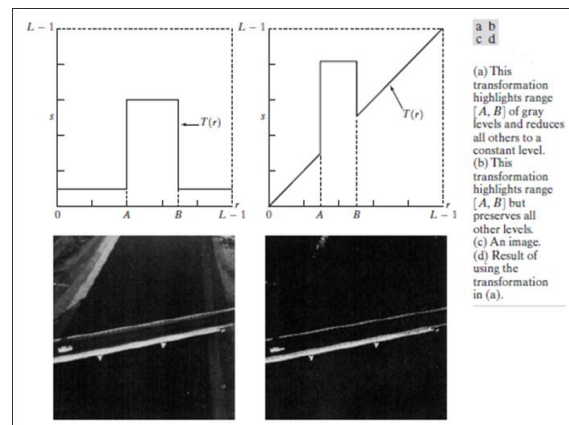 L − 1
s
T(r)
0
A
B
r
L − 1
L − 1
s
T(r)
0
A
B
r
L − 1
a b
c d
(a) This
transformation
highlights range
[A, B] of gray
levels and reduces
all others to a
constant level.
(b) This
transformation
highlights range
[A, B] but
preserves all
other levels.
(c) An image.
(d) Result of
using the
transformation
in (a).